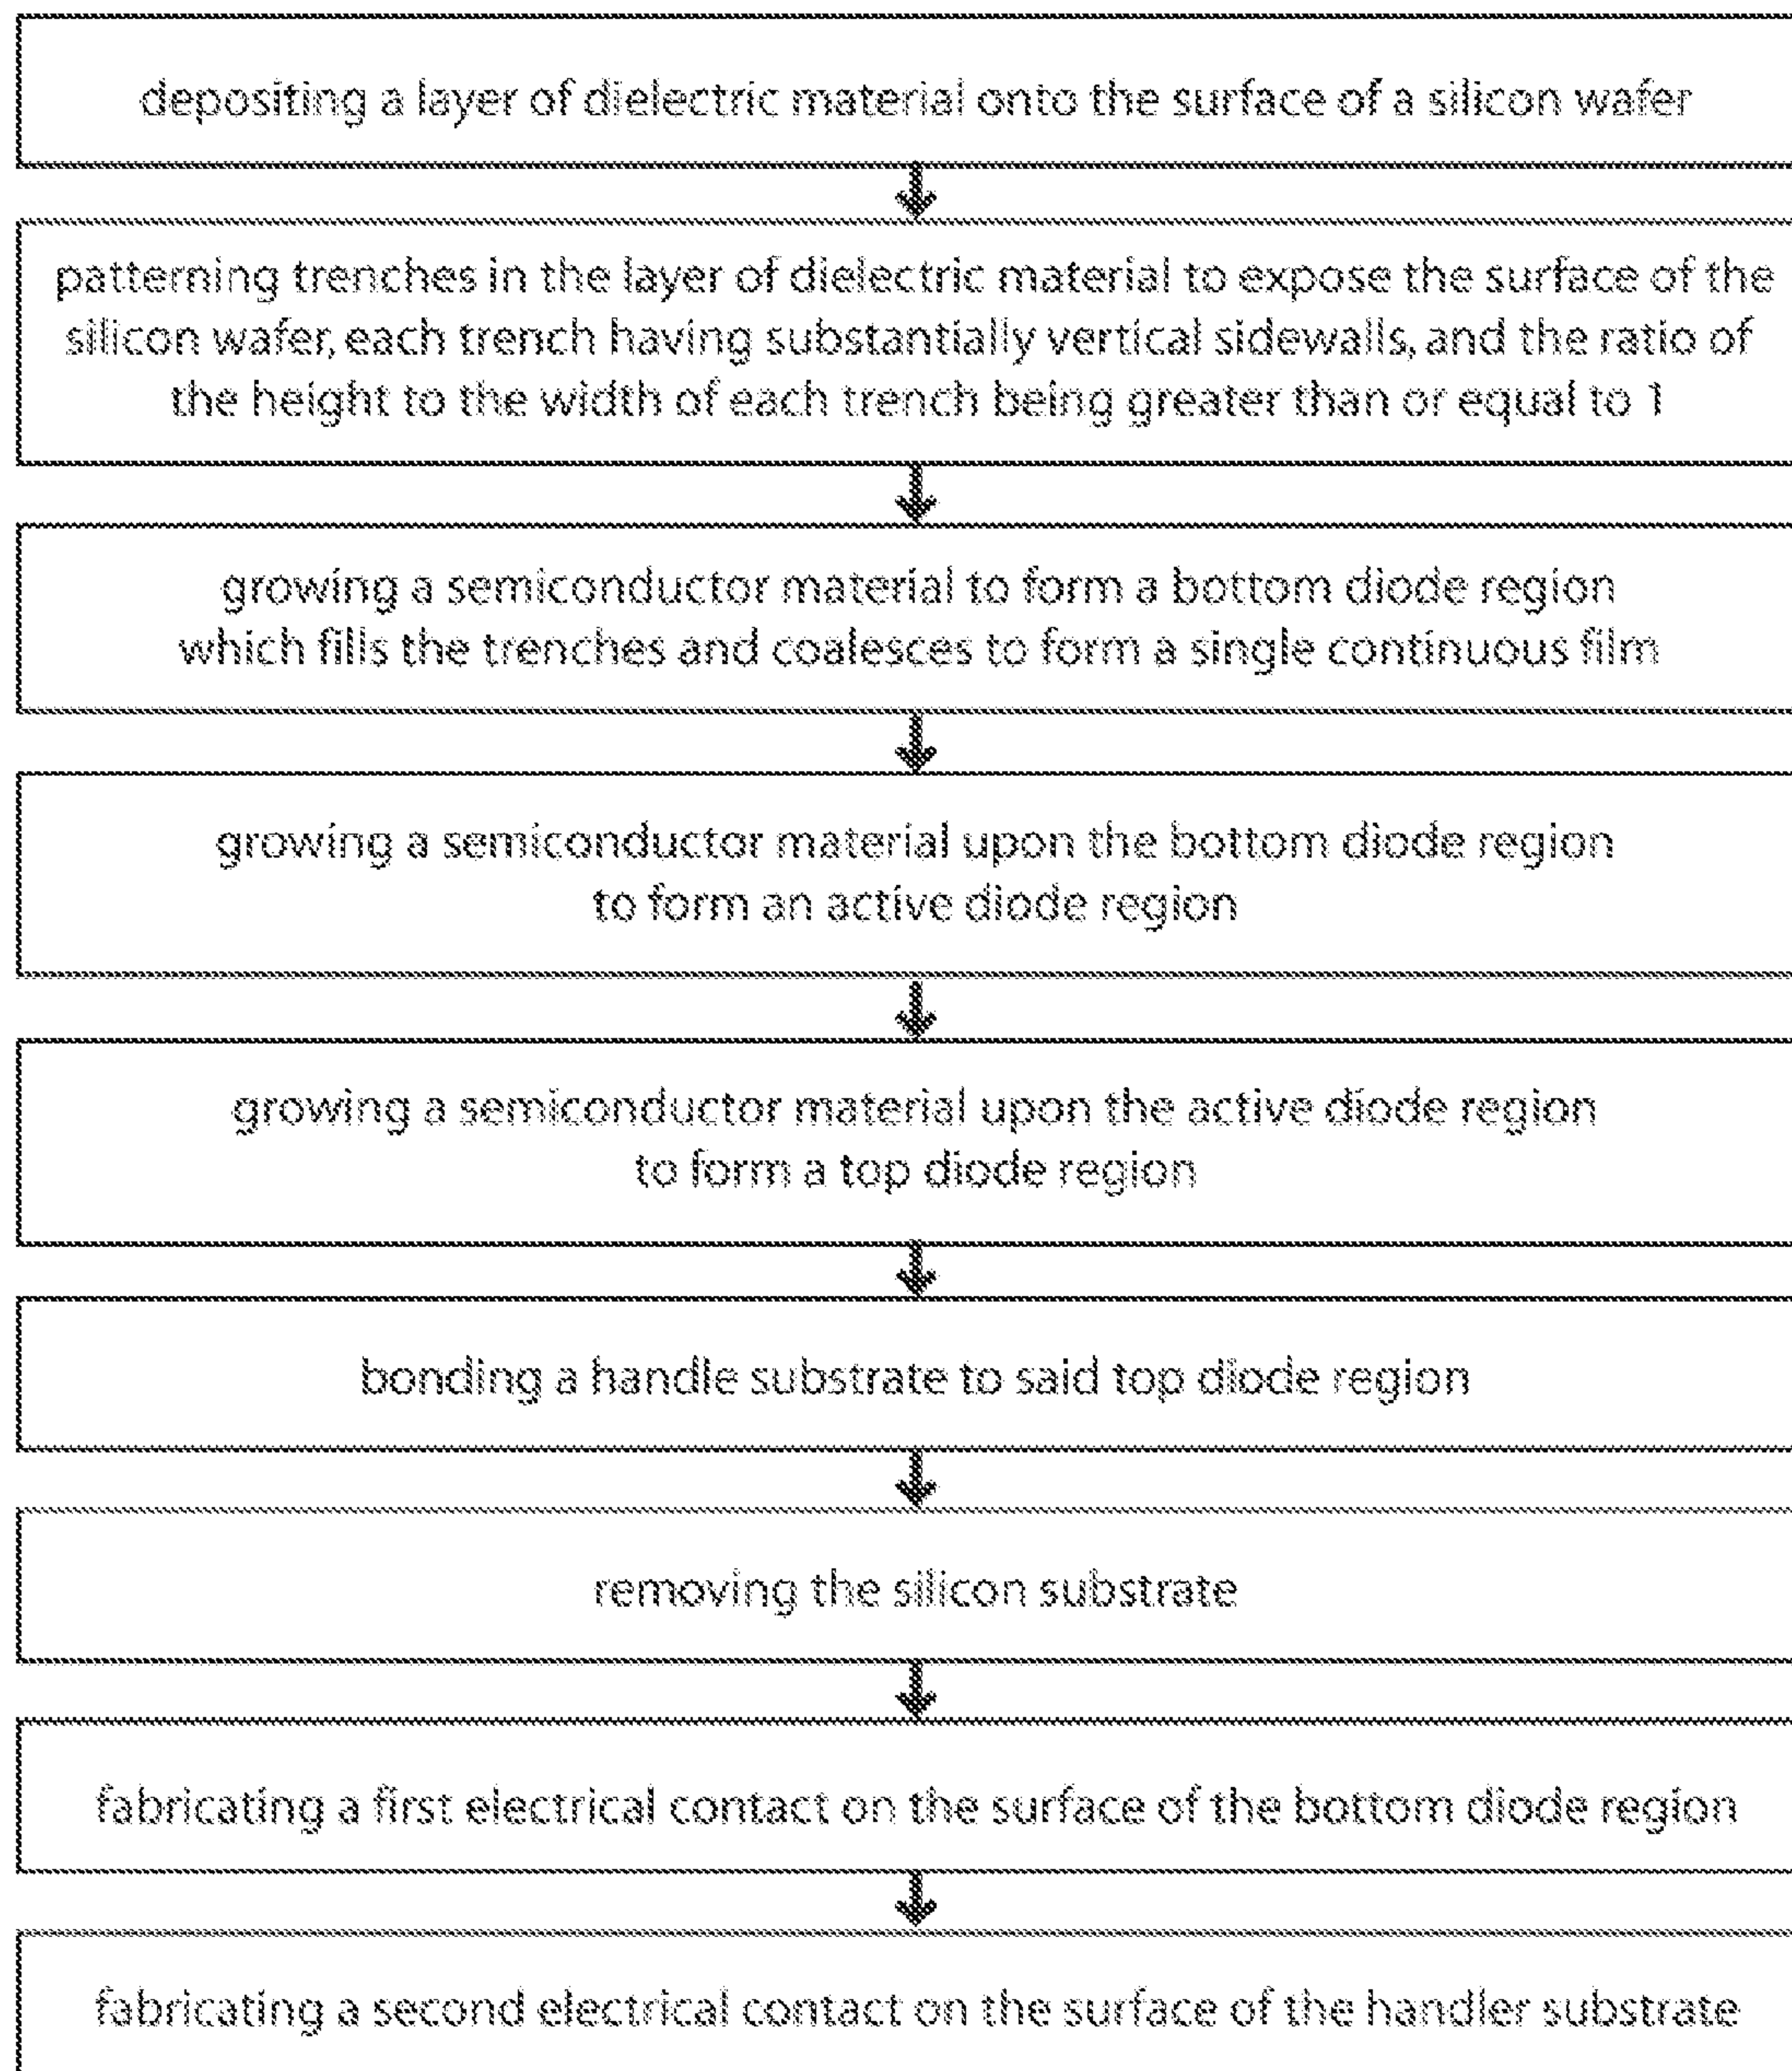 depositing a layer of dielectric material onto the surface of a silicon wafer
patterning trenches in the layer of dielectric material to expose the surface of the
silicon wafer, each trench having substantially vertical sidewalls, and the ratio of
the height to the width of each trench being greater than or equal to 1
growing a semiconductor material to form a bottom diode region
which fills the trenches and coalesces to form a single continuous film
growing a semiconductor material upon the bottom diode region
to form an active diode region
growing a semiconductor material upon the active diode region
to form a top diode region
bonding a handle substrate to said top diode region
removing the silicon substrate
fabricating a first electrical contact on the surface of the bottom diode region
fabricating a second electrical contact on the surface of the handler substrate